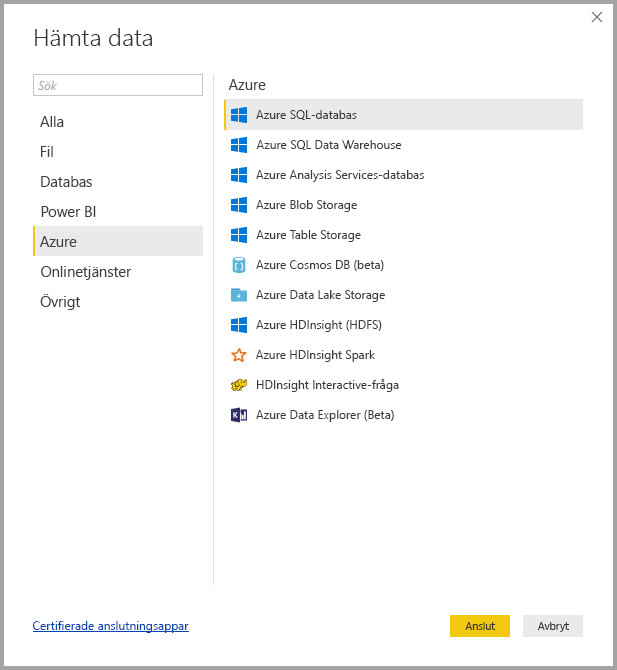 Hämta data
Sök
Alla
Fil
Databas
Power BI
Azure
Onlinetjänster
Övrigt
Azure
Azure SQL-databas
Azure SQL Data Warehouse
Azure Analysis Services-databas
Azure Blob Storage
Azure Table Storage
Azure Cosmos DB (beta)
Azure Data Lake Storage
Azure HDInsight (HDFS)
Azure HDInsight Spark
HDInsight Interactive-fråga
Azure Data Explorer (Beta)
Certifierade anslutningsappar
Anslut
Avbryt